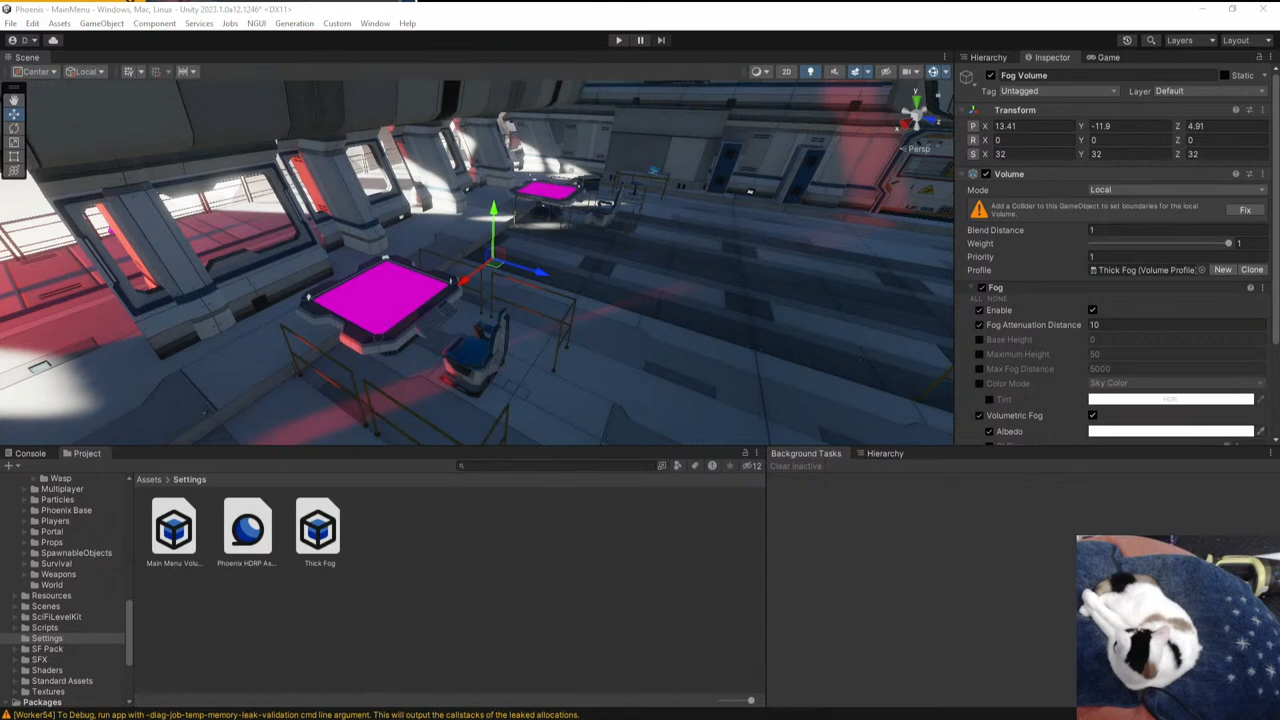 Phoenix - MainMenu - Windows, Mac, Linux - Unity 2023.1.0a12.1246* <DX11>
File Edit Assets GameObject Component Services Jobs NGUI Generation Custom Window Help
D Layers Layout
Scene Hierarchy Inspector Game
Center Local 2D
Fog Volume Static
Tag Untagged Layer Default
Transform
P X 13.41 Y -11.9 Z 4.91
R X 0 Y 0 Z 0
S X 32 Y 32 Z 32
y
x
z
Persp
Volume
Mode Local
Add a Collider to this GameObject to set boundaries for the local
Volume.
Fix
Blend Distance 1
Weight 1
Priority 1
Profile Thick Fog (Volume Profile) New Clone
Fog
ALL NONE
Enable
Fog Attenuation Distance 10
Base Height 0
Maximum Height 50
Max Fog Distance 5000
Color Mode Sky Color
Tint HDR
Volumetric Fog
Albedo
Console Project
12
Assets > Settings
Wasp
Multiplayer
Particles
Phoenix Base
Players
Portal
Props
SpawnableObjects
Survival
Weapons
World
Resources
Scenes
SciFiLevelKit
Scripts
Settings
SF Pack
SFX
Shaders
Standard Assets
Textures
Packages
Main Menu Volu... Phoenix HDRP As... Thick Fog
Background Tasks Hierarchy
Clear Inactive
[Worker54] To Debug, run app with -diag-job-temp-memory-leak-validation cmd line argument. This will output the callstacks of the leaked allocations.